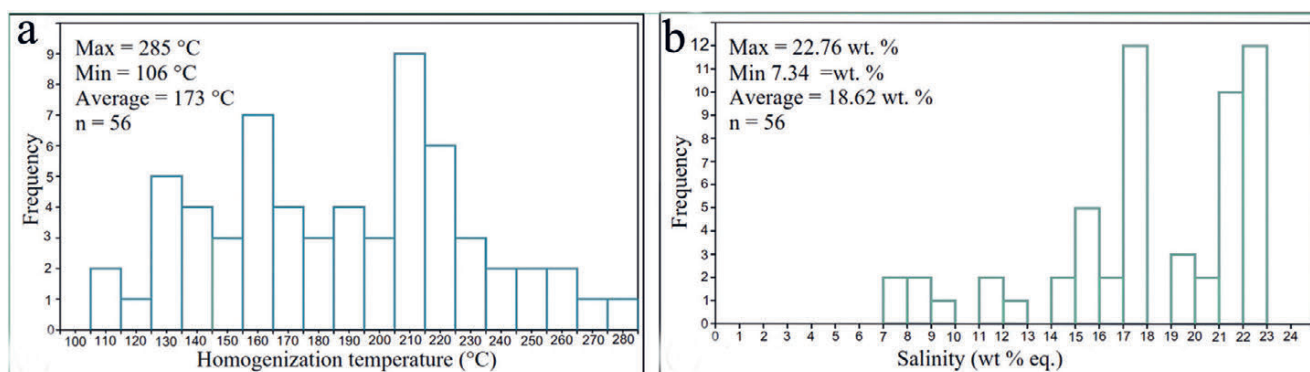 a
Max = 285 °C
Min = 106 °C
Average = 173 °C
n = 56
Frequency
9
7
6
5
4
3
2
1
0
100 110 120 130 140 150 160 170 180 190 200 210 220 230 240 250 260 270 280
Homogenization temperature (°C)
b
Max = 22.76 wt. %
Min 7.34 =wt. %
Average = 18.62 wt. %
n = 56
Frequency
12
11
10
9
8
7
6
5
4
3
2
1
0
0 1 2 3 4 5 6 7 8 9 10 11 12 13 14 15 16 17 18 19 20 21 22 23 24
Salinity (wt % eq.)